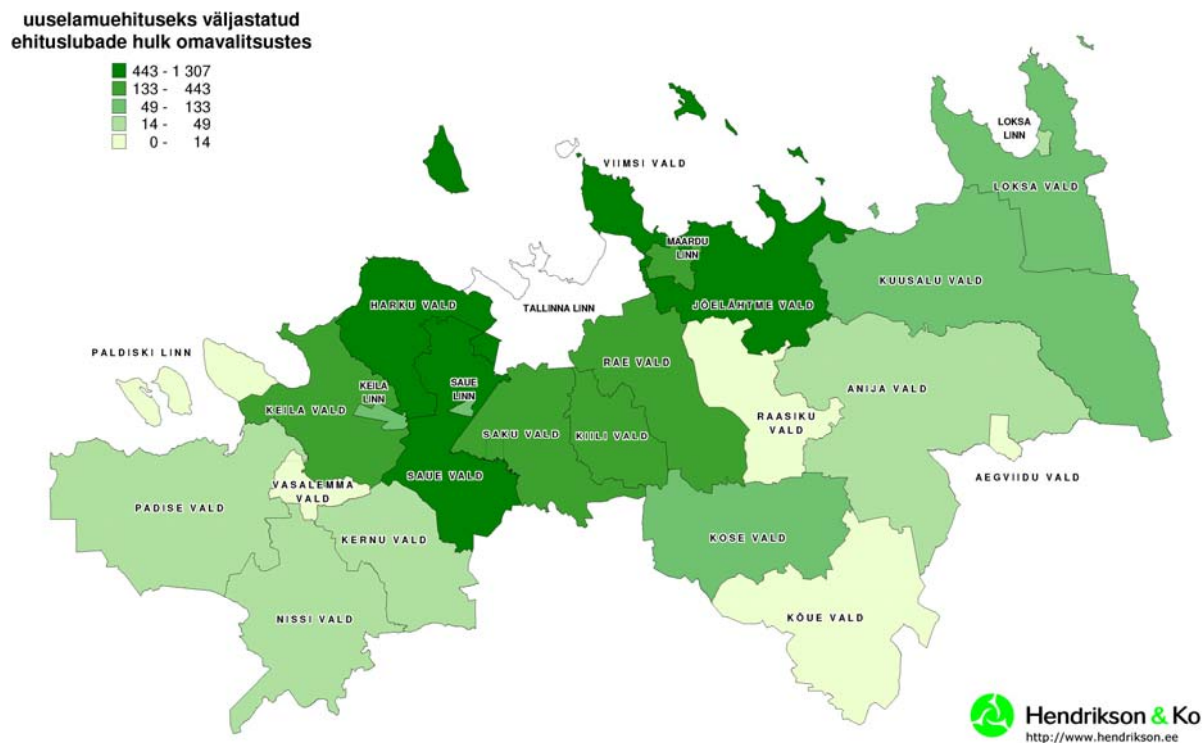 uuselamuehituseks väljastatud
ehituslubade hulk omavalitsustes
443 - 1 307
133 - 443
49 - 133
14 - 49
0 - 14
LOKSA
LINN
VIIMSI VALD
LOKSA VALD
MAARDU
LINN
KUUSALU VALD
HARKU VALD
TALLINNA LINN
JÕELÄHTME VALD
PALDISKI LINN
RAE VALD
KEILA
LINN
SAUE
LINN
ANIJA VALD
KEILA VALD
RAASIKU
VALD
SAKU VALD
KIILI VALD
SAUE VALD
AEGVIIDU VALD
VASALEMMA
VALD
PADISE VALD
KERNU VALD
KOSE VALD
NISSI VALD
KÕUE VALD
Hendrikson & Ko
http://www.hendrikson.ee